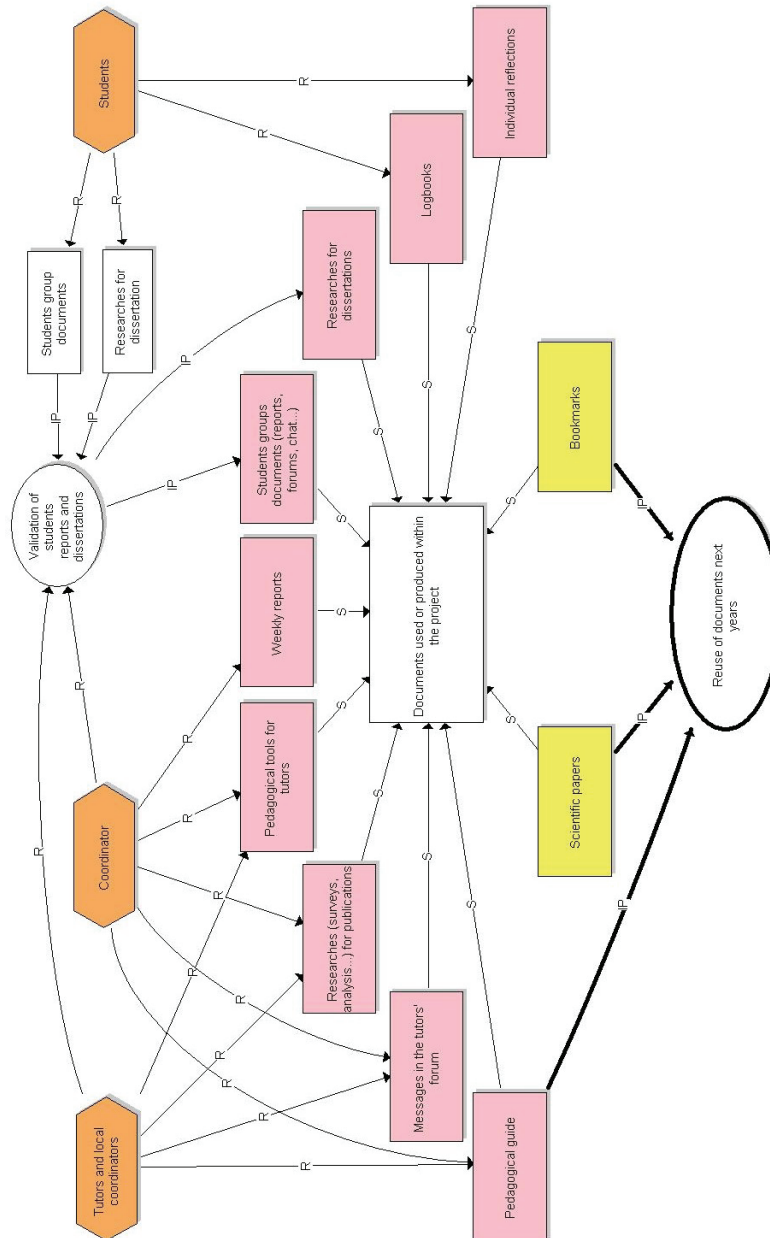 Tutors and local
coordinators
Coordinator
Students
R
R
Validation of
students
reports and
dissertations
Students group
documents
Researches for
dissertation
R
R
IP
IP
R
R
R
R
R
R
R
R
R
R
R
IP
IP
R
R
Pedagogical guide
Messages in the tutors'
forum
Researches (surveys,
analysis...) for publications
Pedagogical tools for
tutors
Weekly reports
Students groups
documents (reports,
forums, chat...)
Researches for
dissertations
Logbooks
Individual reflections
S
S
S
S
S
S
S
S
S
Documents used or produced within
the project
S
S
Scientific papers
Bookmarks
IP
IP
IP
Reuse of documents next
years